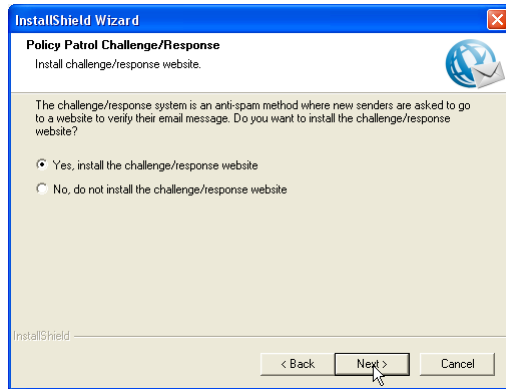 InstallShield Wizard
Policy Patrol Challenge/Response
Install challenge/response website.
The challenge/response system is an anti-spam method where new senders are asked to go
to a website to verify their email message. Do you want to install the challenge/response
website?
Yes, install the challenge/response website
No, do not install the challenge/response website
InstallShield
< Back
Next >
Cancel